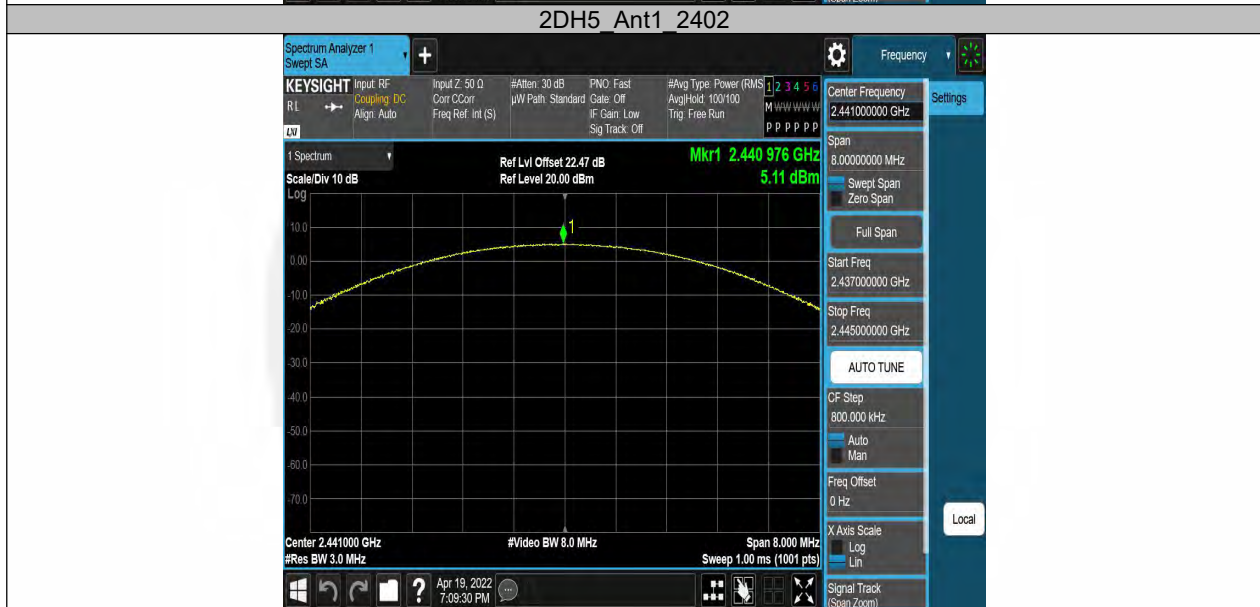 2DH5_Ant1_2402
Spectrum Analyzer 1
Swept SA
+
Frequency
KEYSIGHT
RL
LXI
Input: RF
Coupling: DC
Align: Auto
Input Z: 50 Ω
Corr CCorr
Freq Ref: Int (S)
#Atten: 30 dB
µW Path: Standard
PNO: Fast
Gate: Off
IF Gain: Low
Sig Track: Off
#Avg Type: Power (RMS
Avg|Hold: 100/100
Trig: Free Run
1 2 3 4 5 6
M W W W W W
P P P P P P
1 Spectrum
Scale/Div 10 dB
Ref Lvl Offset 22.47 dB
Ref Level 20.00 dBm
Mkr1 2.440 976 GHz
5.11 dBm
Log
10.0
0.00
-10.0
-20.0
-30.0
-40.0
-50.0
-60.0
-70.0
1
Center 2.441000 GHz
#Res BW 3.0 MHz
#Video BW 8.0 MHz
Span 8.000 MHz
Sweep 1.00 ms (1001 pts)
Center Frequency
2.441000000 GHz
Settings
Span
8.00000000 MHz
Swept Span
Zero Span
Full Span
Start Freq
2.437000000 GHz
Stop Freq
2.445000000 GHz
AUTO TUNE
CF Step
800.000 kHz
Auto
Man
Freq Offset
0 Hz
X Axis Scale
Log
Lin
Local
Signal Track
(Span Zoom)
?
Apr 19, 2022
7:09:30 PM